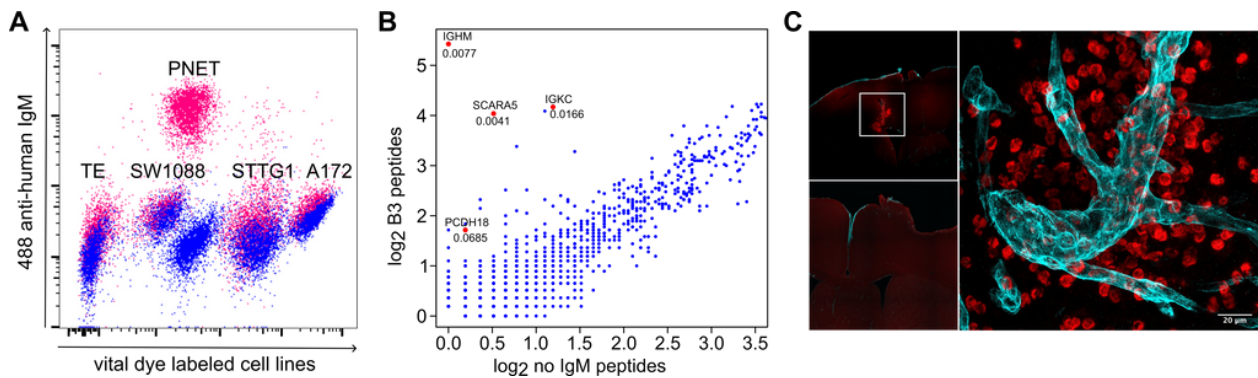 A
488 anti-human IgM
PNET
TE
SW1088
STTG1
A172
vital dye labeled cell lines
B
log2 B3 peptides
5
4
3
2
1
0
IGHM
0.0077
SCARA5
0.0041
IGKC
0.0166
PCDH18
0.0685
0.0
0.5
1.0
1.5
2.0
2.5
3.0
3.5
log2 no IgM peptides
C
20 µm